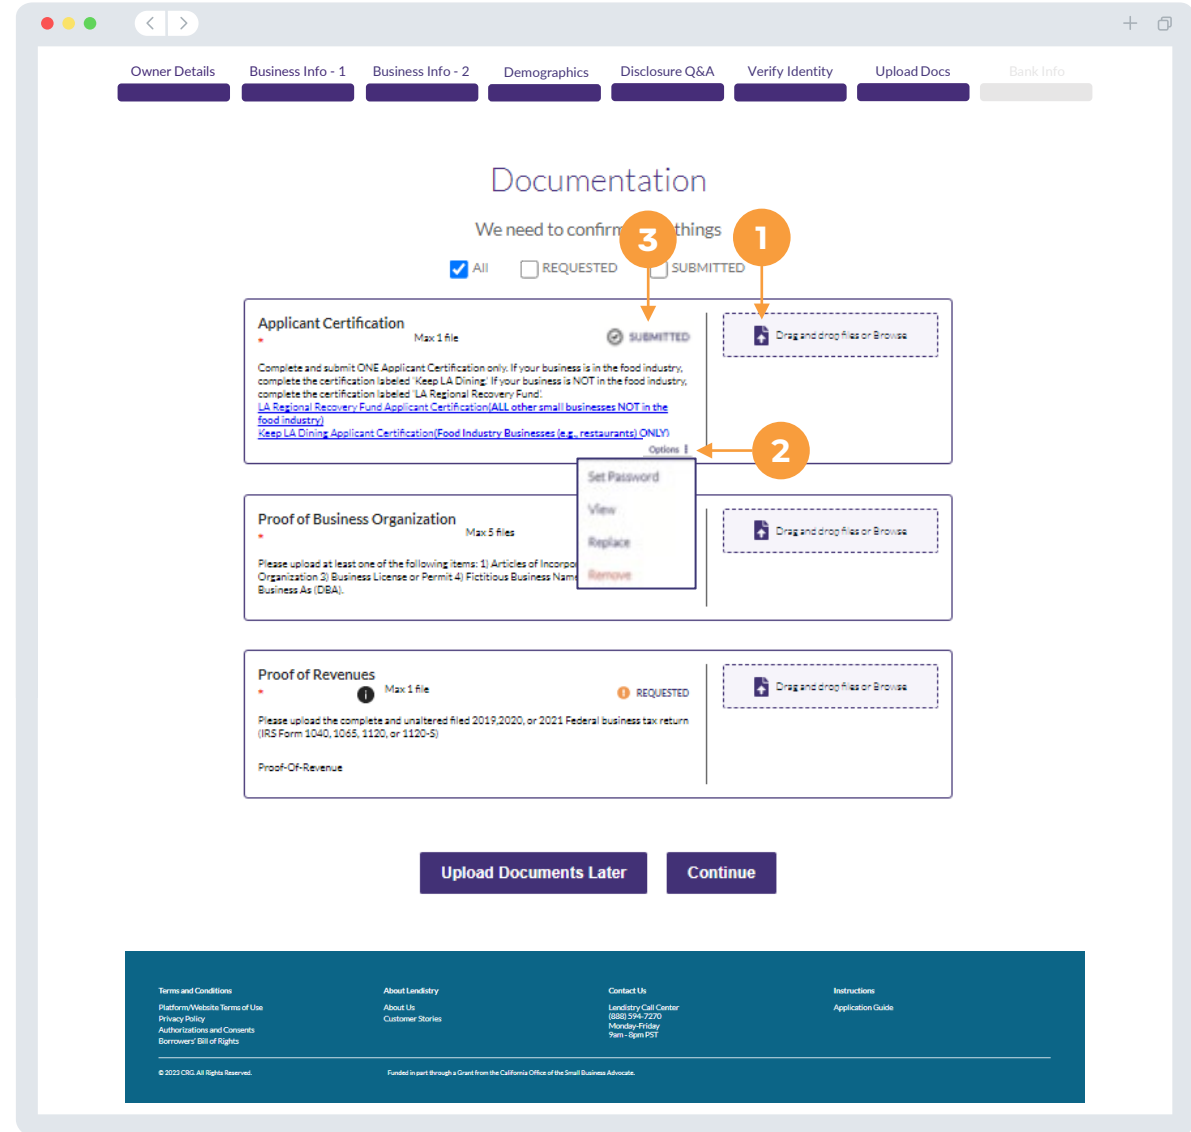 Owner Details
Business Info - 1
Business Info - 2
Demographics
Disclosure Q&A
Verify Identity
Upload Docs
Bank Info
Documentation
We need to confirm things
3
1
All
REQUESTED
SUBMITTED
Applicant Certification
*
Max 1 file
SUBMITTED
Drag and drop files or Browse
Complete and submit ONE Applicant Certification only. If your business is in the food industry,
complete the certification labeled 'Keep LA Dining.' If your business is NOT in the food industry,
complete the certification labeled 'LA Regional Recovery Fund'.
LA Regional Recovery Fund Applicant Certification(ALL other small businesses NOT in the
food industry)
Keep LA Dining Applicant Certification(Food Industry Businesses (e.g., restaurants) ONLY)
Options
2
Set Password
View
Replace
Remove
Proof of Business Organization
*
Max 5 files
Drag and drop files or Browse
Please upload at least one of the following items: 1) Articles of Incorpo
Organization 3) Business License or Permit 4) Fictitious Business Name
Business As (DBA).
Proof of Revenues
*
Max 1 file
REQUESTED
Drag and drop files or Browse
Please upload the complete and unaltered filed 2019,2020, or 2021 Federal business tax return
(IRS Form 1040, 1065, 1120, or 1120-S)
Proof-Of-Revenue
Upload Documents Later
Continue
Terms and Conditions
Platform/Website Terms of Use
Privacy Policy
Authorizations and Consents
Borrowers' Bill of Rights
About Lendistry
About Us
Customer Stories
Contact Us
Lendistry Call Center
(888) 594-7270
Monday-Friday
9am - 8pm PST
Instructions
Application Guide
© 2023 CRG. All Rights Reserved.
Funded in part through a Grant from the California Office of the Small Business Advocate.